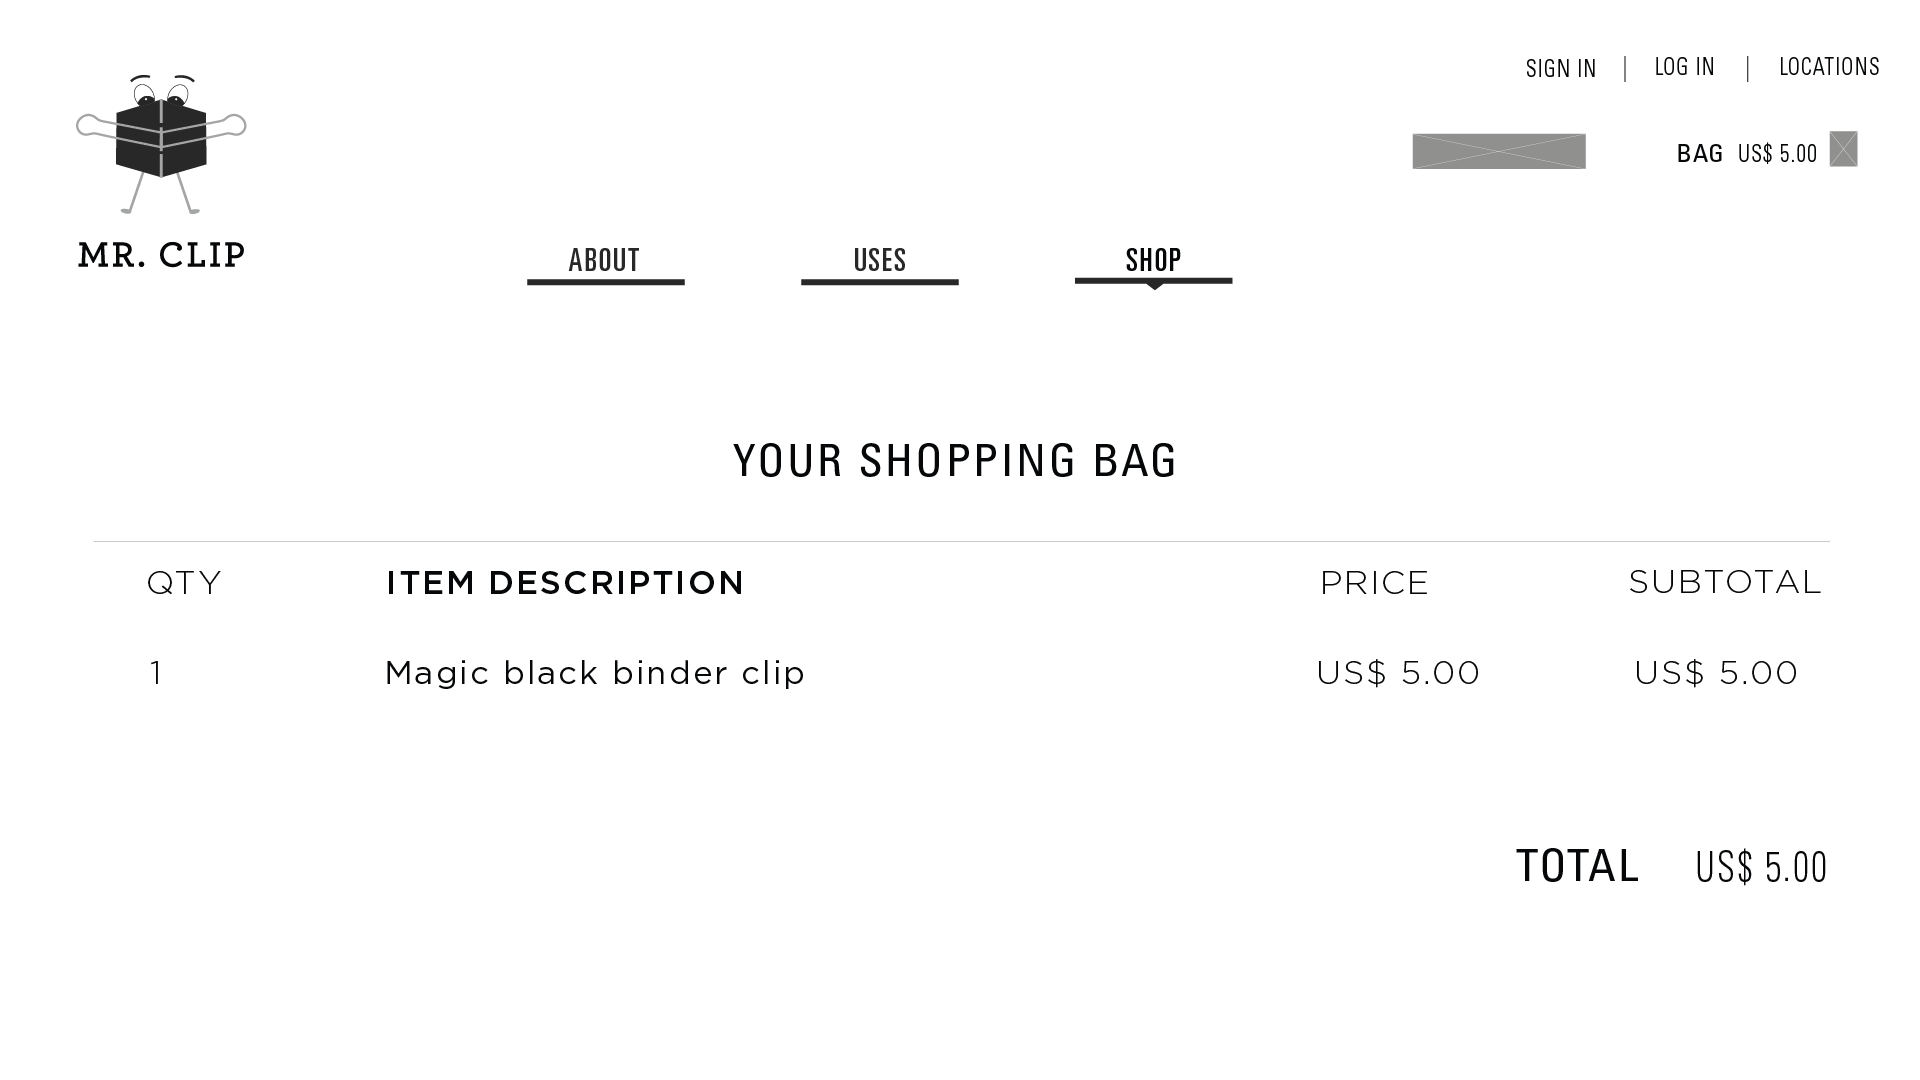 SIGN IN | LOG IN | LOCATIONS
BAG US$ 5.00
MR. CLIP
ABOUT USES SHOP
YOUR SHOPPING BAG
QTY ITEM DESCRIPTION PRICE SUBTOTAL
1 Magic black binder clip US$ 5.00 US$ 5.00
TOTAL US$ 5.00